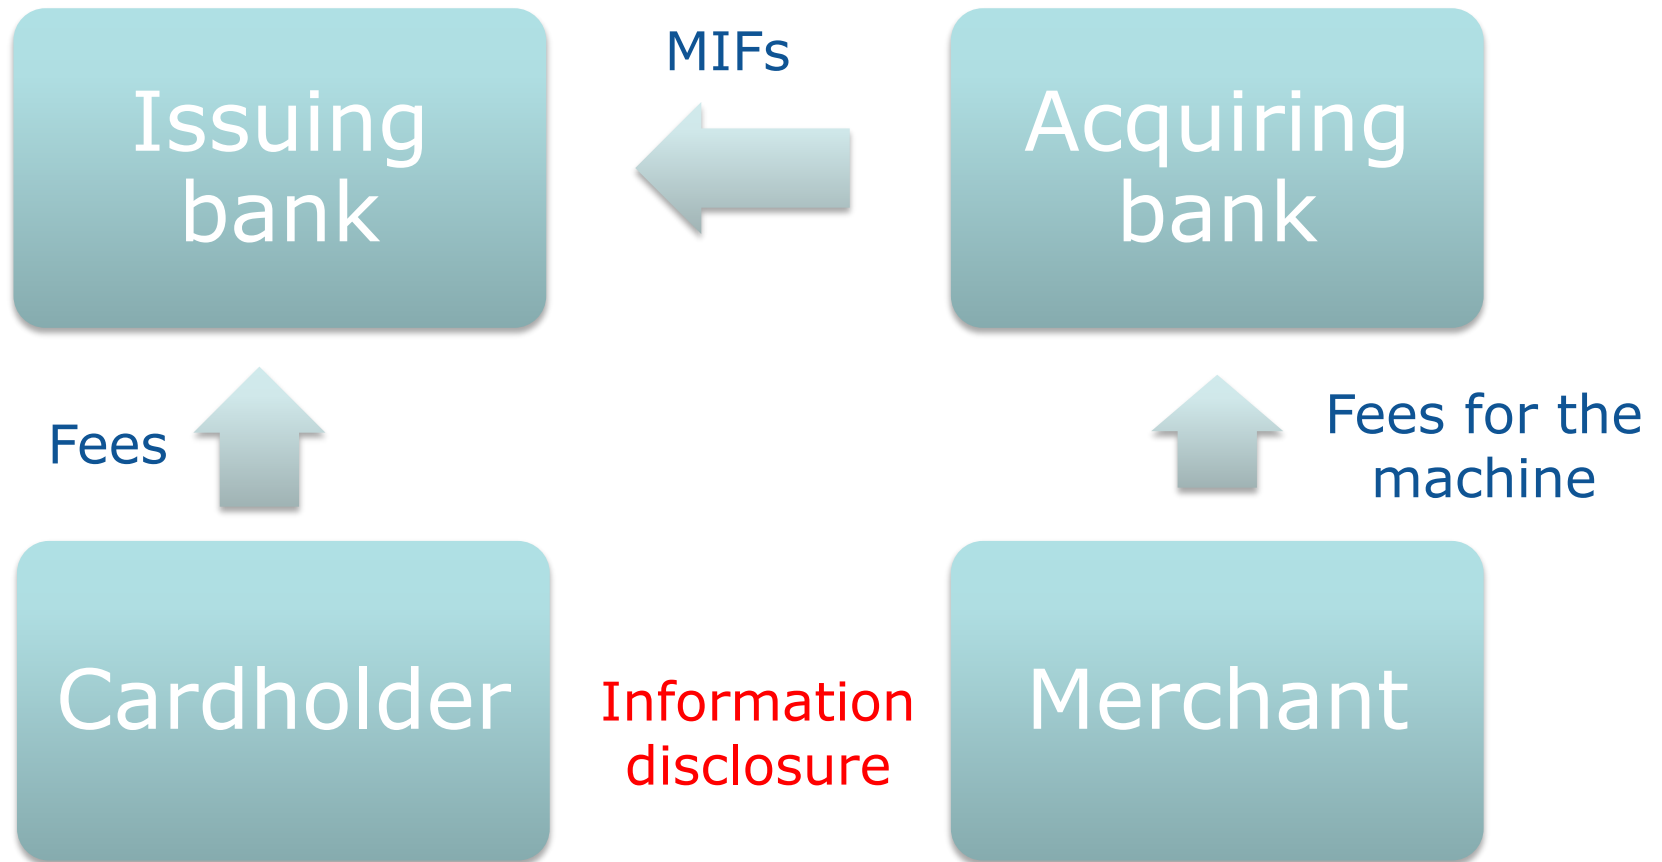 Issuing
bank
MIFs
Acquiring
bank
Fees
Fees for the
machine
Cardholder
Information
disclosure
Merchant